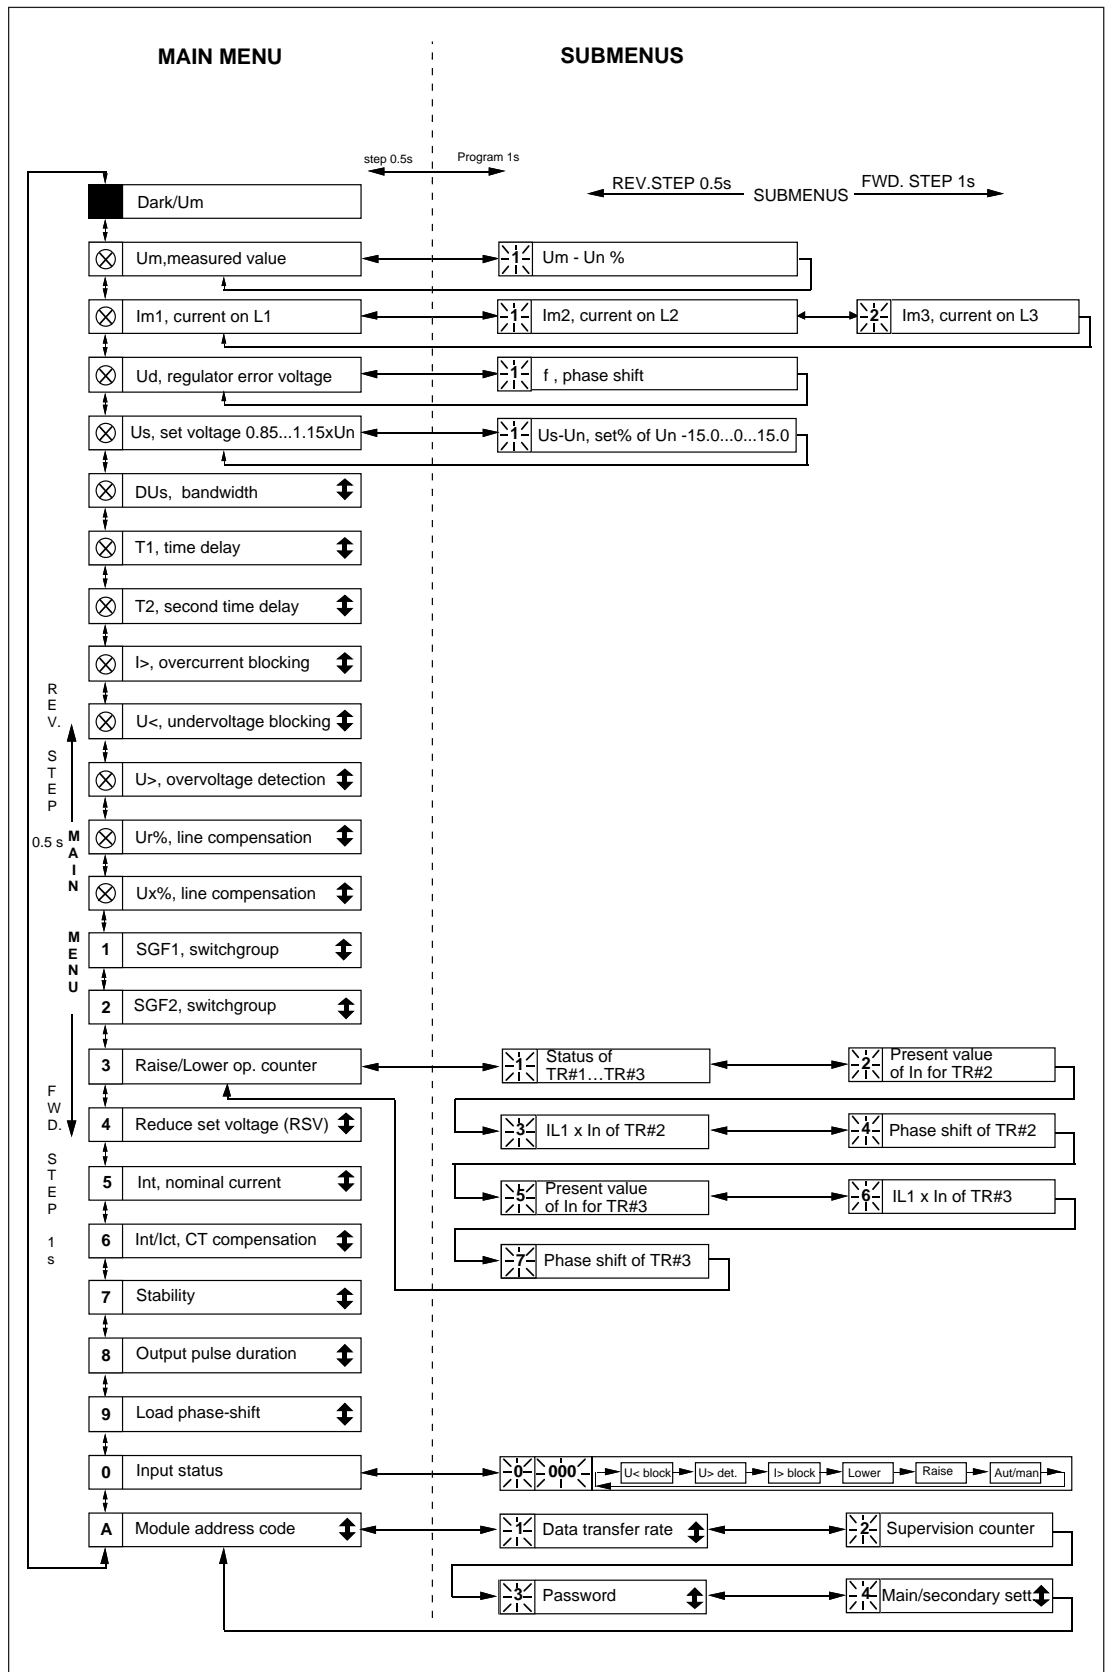 MAIN MENU
SUBMENUS
step 0.5s
Program 1s
REV.STEP 0.5s
SUBMENUS
FWD. STEP 1s
Dark/Um
Um,measured value
1 Um - Un %
Im1, current on L1
1 Im2, current on L2
2 Im3, current on L3
Ud, regulator error voltage
1 f , phase shift
Us, set voltage 0.85...1.15xUn
1 Us-Un, set% of Un -15.0...0...15.0
DUs, bandwidth
T1, time delay
T2, second time delay
I>, overcurrent blocking
U<, undervoltage blocking
U>, overvoltage detection
Ur%, line compensation
Ux%, line compensation
REV. STEP
0.5 s
MAIN MENU
FWD. STEP 1s
1 SGF1, switchgroup
2 SGF2, switchgroup
3 Raise/Lower op. counter
1 Status of
TR#1...TR#3
2 Present value
of In for TR#2
4 Reduce set voltage (RSV)
3 IL1 x In of TR#2
4 Phase shift of TR#2
5 Int, nominal current
5 Present value
of In for TR#3
6 IL1 x In of TR#3
6 Int/Ict, CT compensation
7 Phase shift of TR#3
7 Stability
8 Output pulse duration
9 Load phase-shift
0 Input status
0 000 U< block U> det. I> block Lower Raise Aut/man
A Module address code
1 Data transfer rate
2 Supervision counter
3 Password
4 Main/secondary sett.